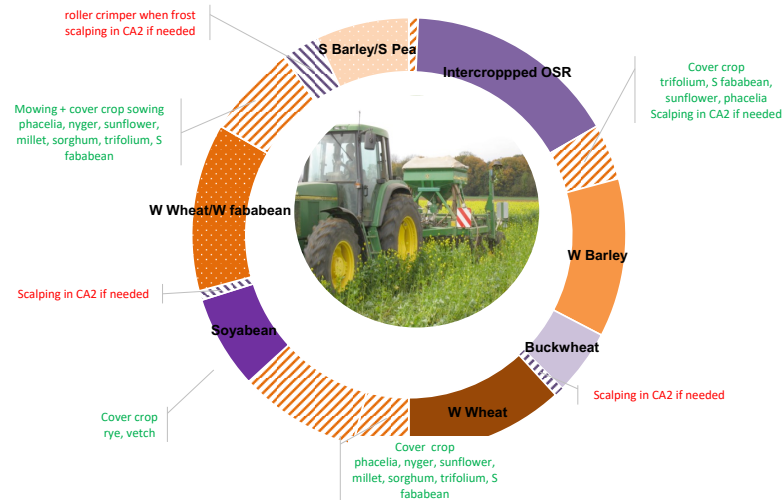 roller crimper when frost
scalping in CA2 if needed
S Barley/S Pea
Intercroppped OSR
Cover crop
trifolium, S fababean,
sunflower, phacelia
Scalping in CA2 if needed
Mowing + cover crop sowing
phacelia, nyger, sunflower,
millet, sorghum, trifolium, S
fababean
W Wheat/W fababean
W Barley
Scalping in CA2 if needed
Soyabean
Buckwheat
Scalping in CA2 if needed
W Wheat
Cover crop
rye, vetch
Cover crop
phacelia, nyger, sunflower,
millet, sorghum, trifolium, S
fababean